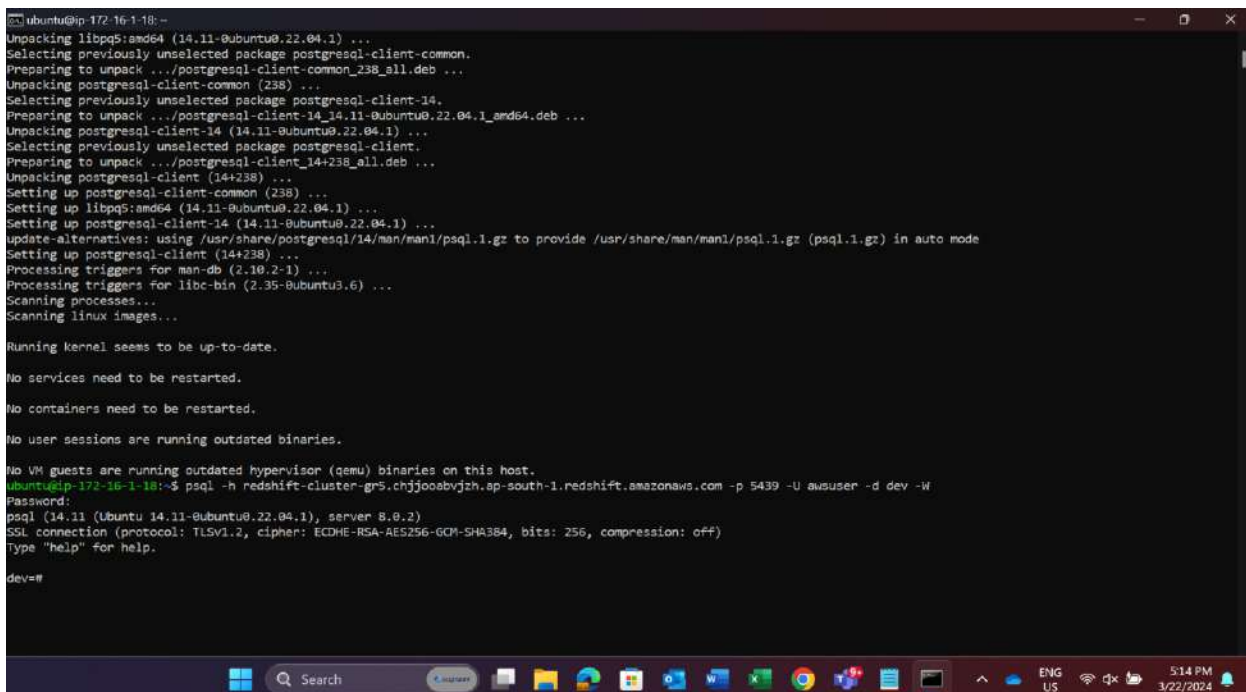 ubuntu@ip-172-16-1-18: ~
Unpacking libpq5:amd64 (14.11-0ubuntu0.22.04.1) ...
Selecting previously unselected package postgresql-client-common.
Preparing to unpack .../postgresql-client-common_238_all.deb ...
Unpacking postgresql-client-common (238) ...
Selecting previously unselected package postgresql-client-14.
Preparing to unpack .../postgresql-client-14_14.11-0ubuntu0.22.04.1_amd64.deb ...
Unpacking postgresql-client-14 (14.11-0ubuntu0.22.04.1) ...
Selecting previously unselected package postgresql-client.
Preparing to unpack .../postgresql-client_14+238_all.deb ...
Unpacking postgresql-client (14+238) ...
Setting up postgresql-client-common (238) ...
Setting up libpq5:amd64 (14.11-0ubuntu0.22.04.1) ...
Setting up postgresql-client-14 (14.11-0ubuntu0.22.04.1) ...
update-alternatives: using /usr/share/postgresql/14/man/man1/psql.1.gz to provide /usr/share/man/man1/psql.1.gz (psql.1.gz) in auto mode
Setting up postgresql-client (14+238) ...
Processing triggers for man-db (2.10.2-1) ...
Processing triggers for libc-bin (2.35-0ubuntu3.6) ...
Scanning processes...
Scanning linux images...
Running kernel seems to be up-to-date.
No services need to be restarted.
No containers need to be restarted.
No user sessions are running outdated binaries.
No VM guests are running outdated hypervisor (qemu) binaries on this host.
ubuntu@ip-172-16-1-18:~$ psql -h redshift-cluster-gr5.chjjooabvjzh.ap-south-1.redshift.amazonaws.com -p 5439 -U awsuser -d dev -W
Password:
psql (14.11 (Ubuntu 14.11-0ubuntu0.22.04.1), server 8.0.2)
SSL connection (protocol: TLSv1.2, cipher: ECDHE-RSA-AES256-GCM-SHA384, bits: 256, compression: off)
Type "help" for help.
dev=#
Search
ENG
US
5:14 PM
3/22/2024